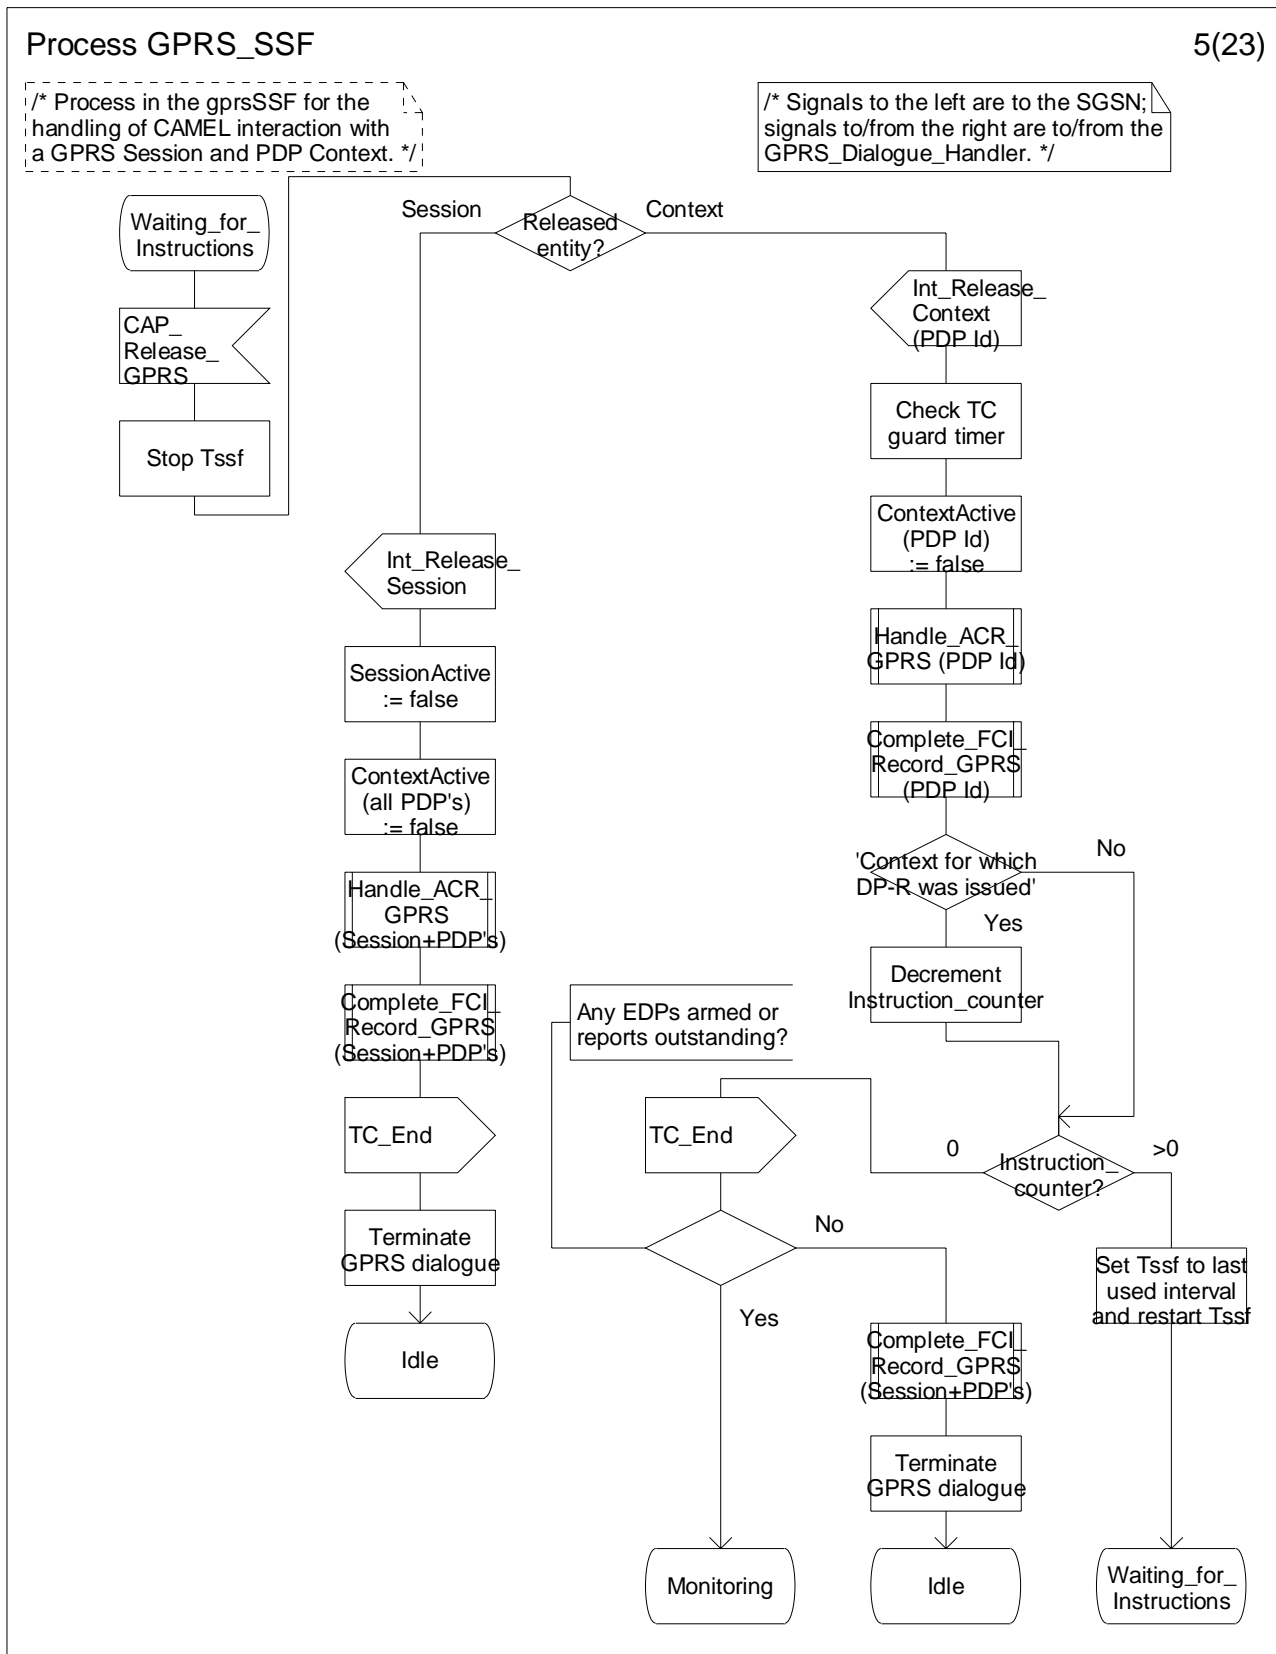 Process GPRS_SSF
5(23)
/* Process in the gprsSSF for the
handling of CAMEL interaction with
a GPRS Session and PDP Context. */
/* Signals to the left are to the SGSN;
signals to/from the right are to/from the
GPRS_Dialogue_Handler. */
Waiting_for_
Instructions
CAP_
Release_
GPRS
Stop Tssf
Session
Released
entity?
Context
Int_Release_
Session
SessionActive
:= false
ContextActive
(all PDP's)
:= false
Handle_ACR_
GPRS
(Session+PDP's)
Complete_FCI_
Record_GPRS
(Session+PDP's)
TC_End
Terminate
GPRS dialogue
Idle
Int_Release_
Context
(PDP Id)
Check TC
guard timer
ContextActive
(PDP Id)
:= false
Handle_ACR_
GPRS (PDP Id)
Complete_FCI_
Record_GPRS
(PDP Id)
'Context for which
DP-R was issued'
No
Yes
Decrement
Instruction_counter
Instruction_
counter?
0
>0
TC_End
Any EDPs armed or
reports outstanding?
No
Yes
Monitoring
Complete_FCI_
Record_GPRS
(Session+PDP's)
Terminate
GPRS dialogue
Idle
Set Tssf to last
used interval
and restart Tssf
Waiting_for_
Instructions